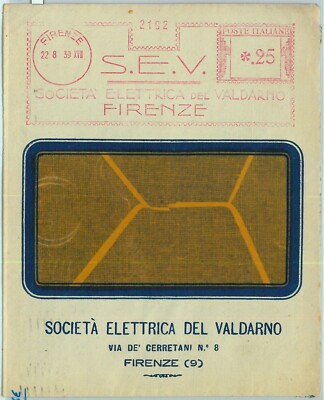 2162
FIRENZE
22 8 39 XVII
S.E.V.
POSTE ITALIANE
*.25
SOCIETÀ ELETTRICA DEL VALDARNO
FIRENZE
SOCIETÀ ELETTRICA DEL VALDARNO
VIA DE' CERRETANI N.º 8
FIRENZE (9)